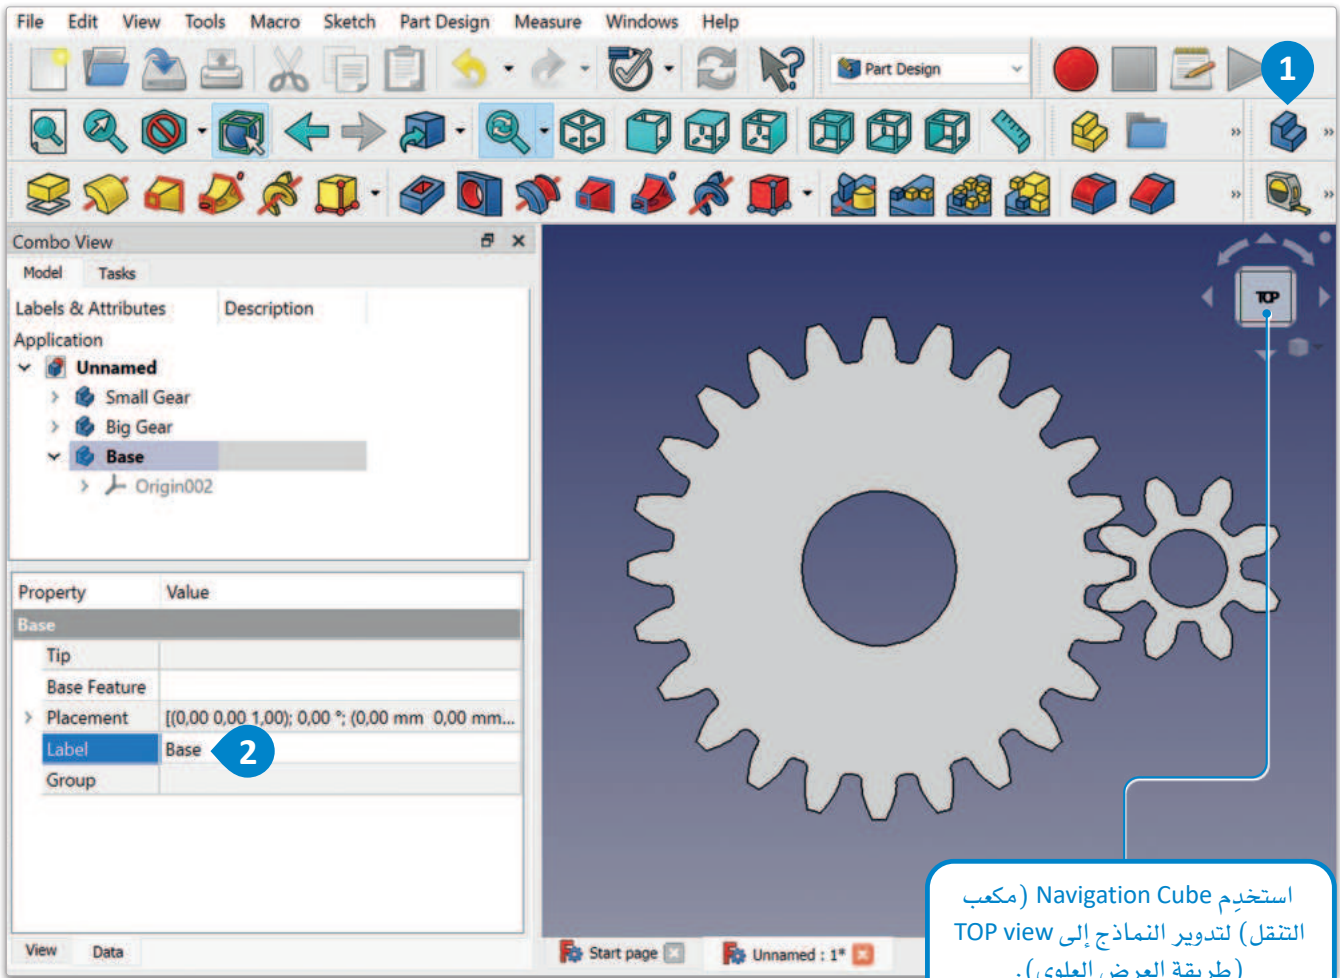 File Edit View Tools Macro Sketch Part Design Measure Windows Help
Part Design
1
Combo View
Model Tasks
Labels & Attributes Description
Application
Unnamed
Small Gear
Big Gear
Base
Origin002
TOP
Property Value
Base
Tip
Base Feature
Placement [(0,00 0,00 1,00); 0,00 °; (0,00 mm 0,00 mm...
Label Base 2
Group
View Data
Start page Unnamed : 1*
استخدِم Navigation Cube (مكعب
التنقل) لتدوير النماذج إلى TOP view
(طريقة العرض العلوي).